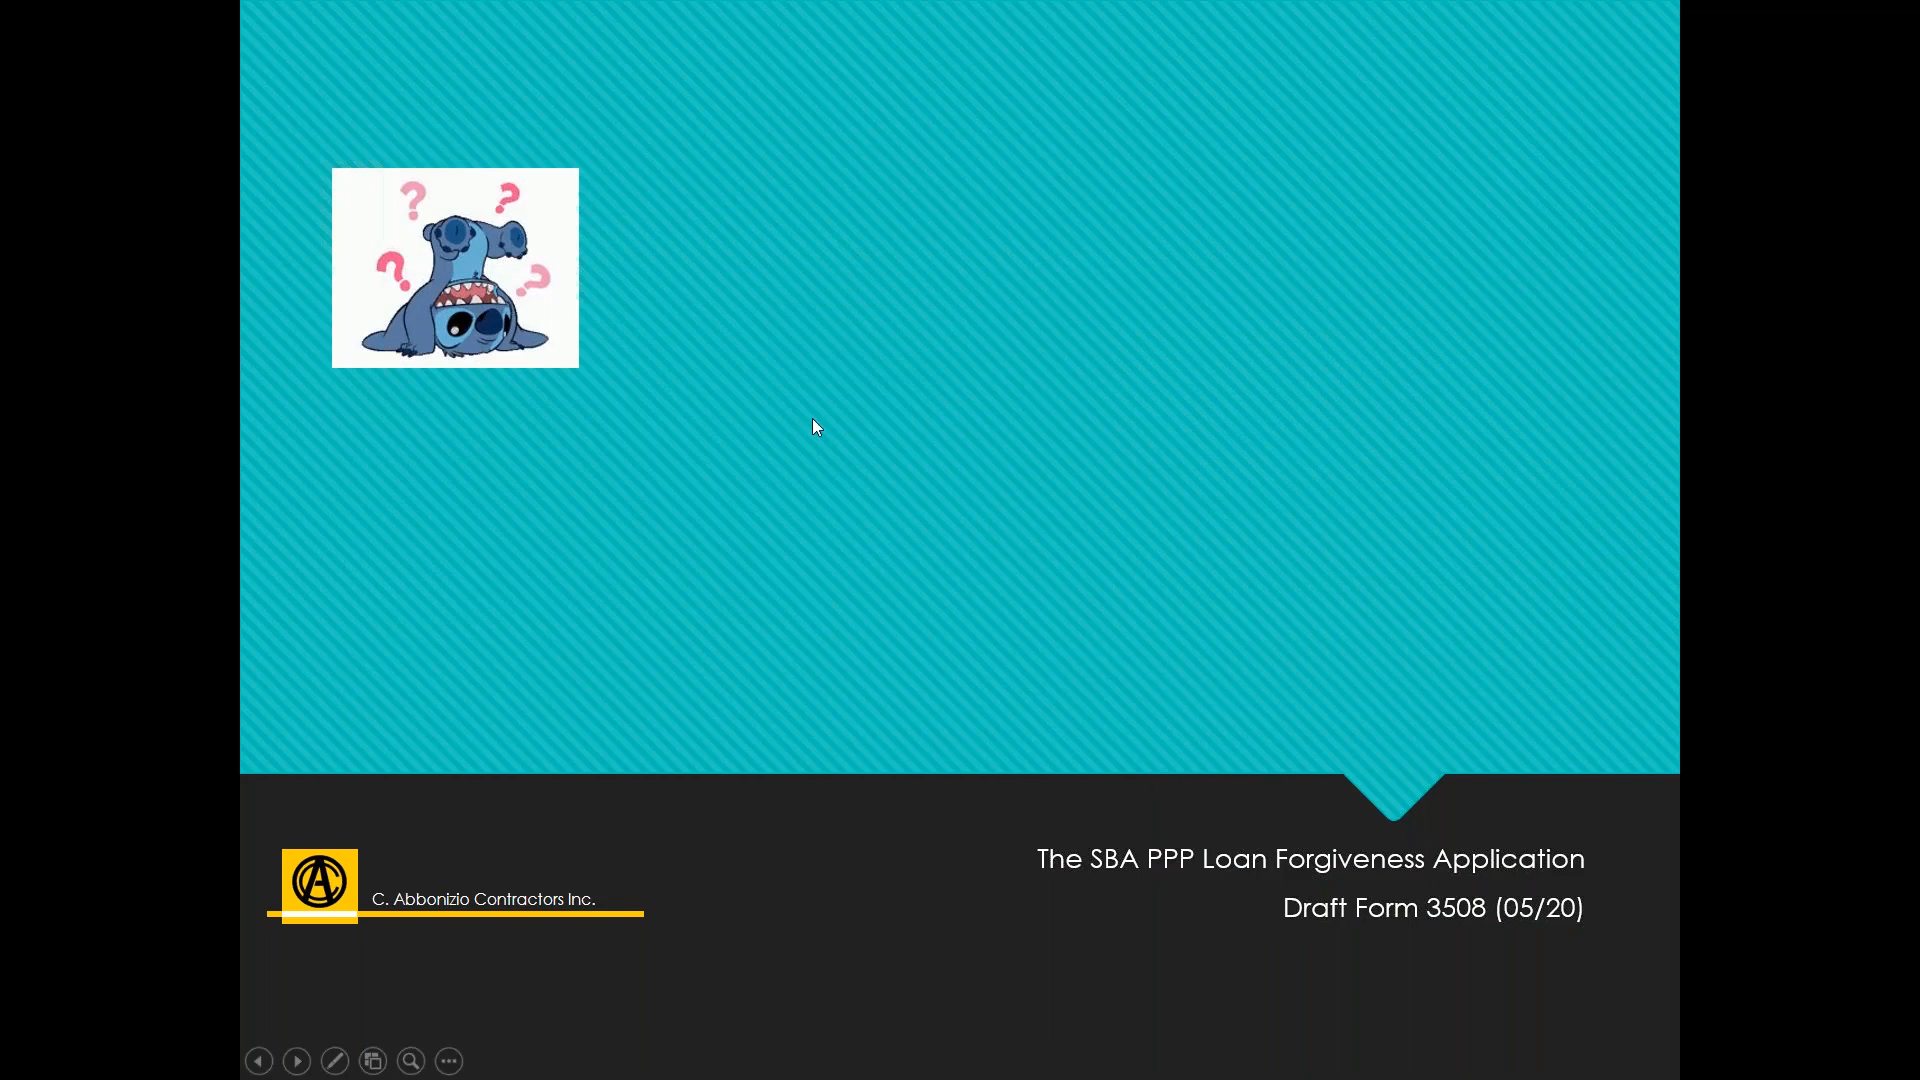 ? ?
? ?
The SBA PPP Loan Forgiveness Application
Draft Form 3508 (05/20)
C. Abbonizio Contractors Inc.